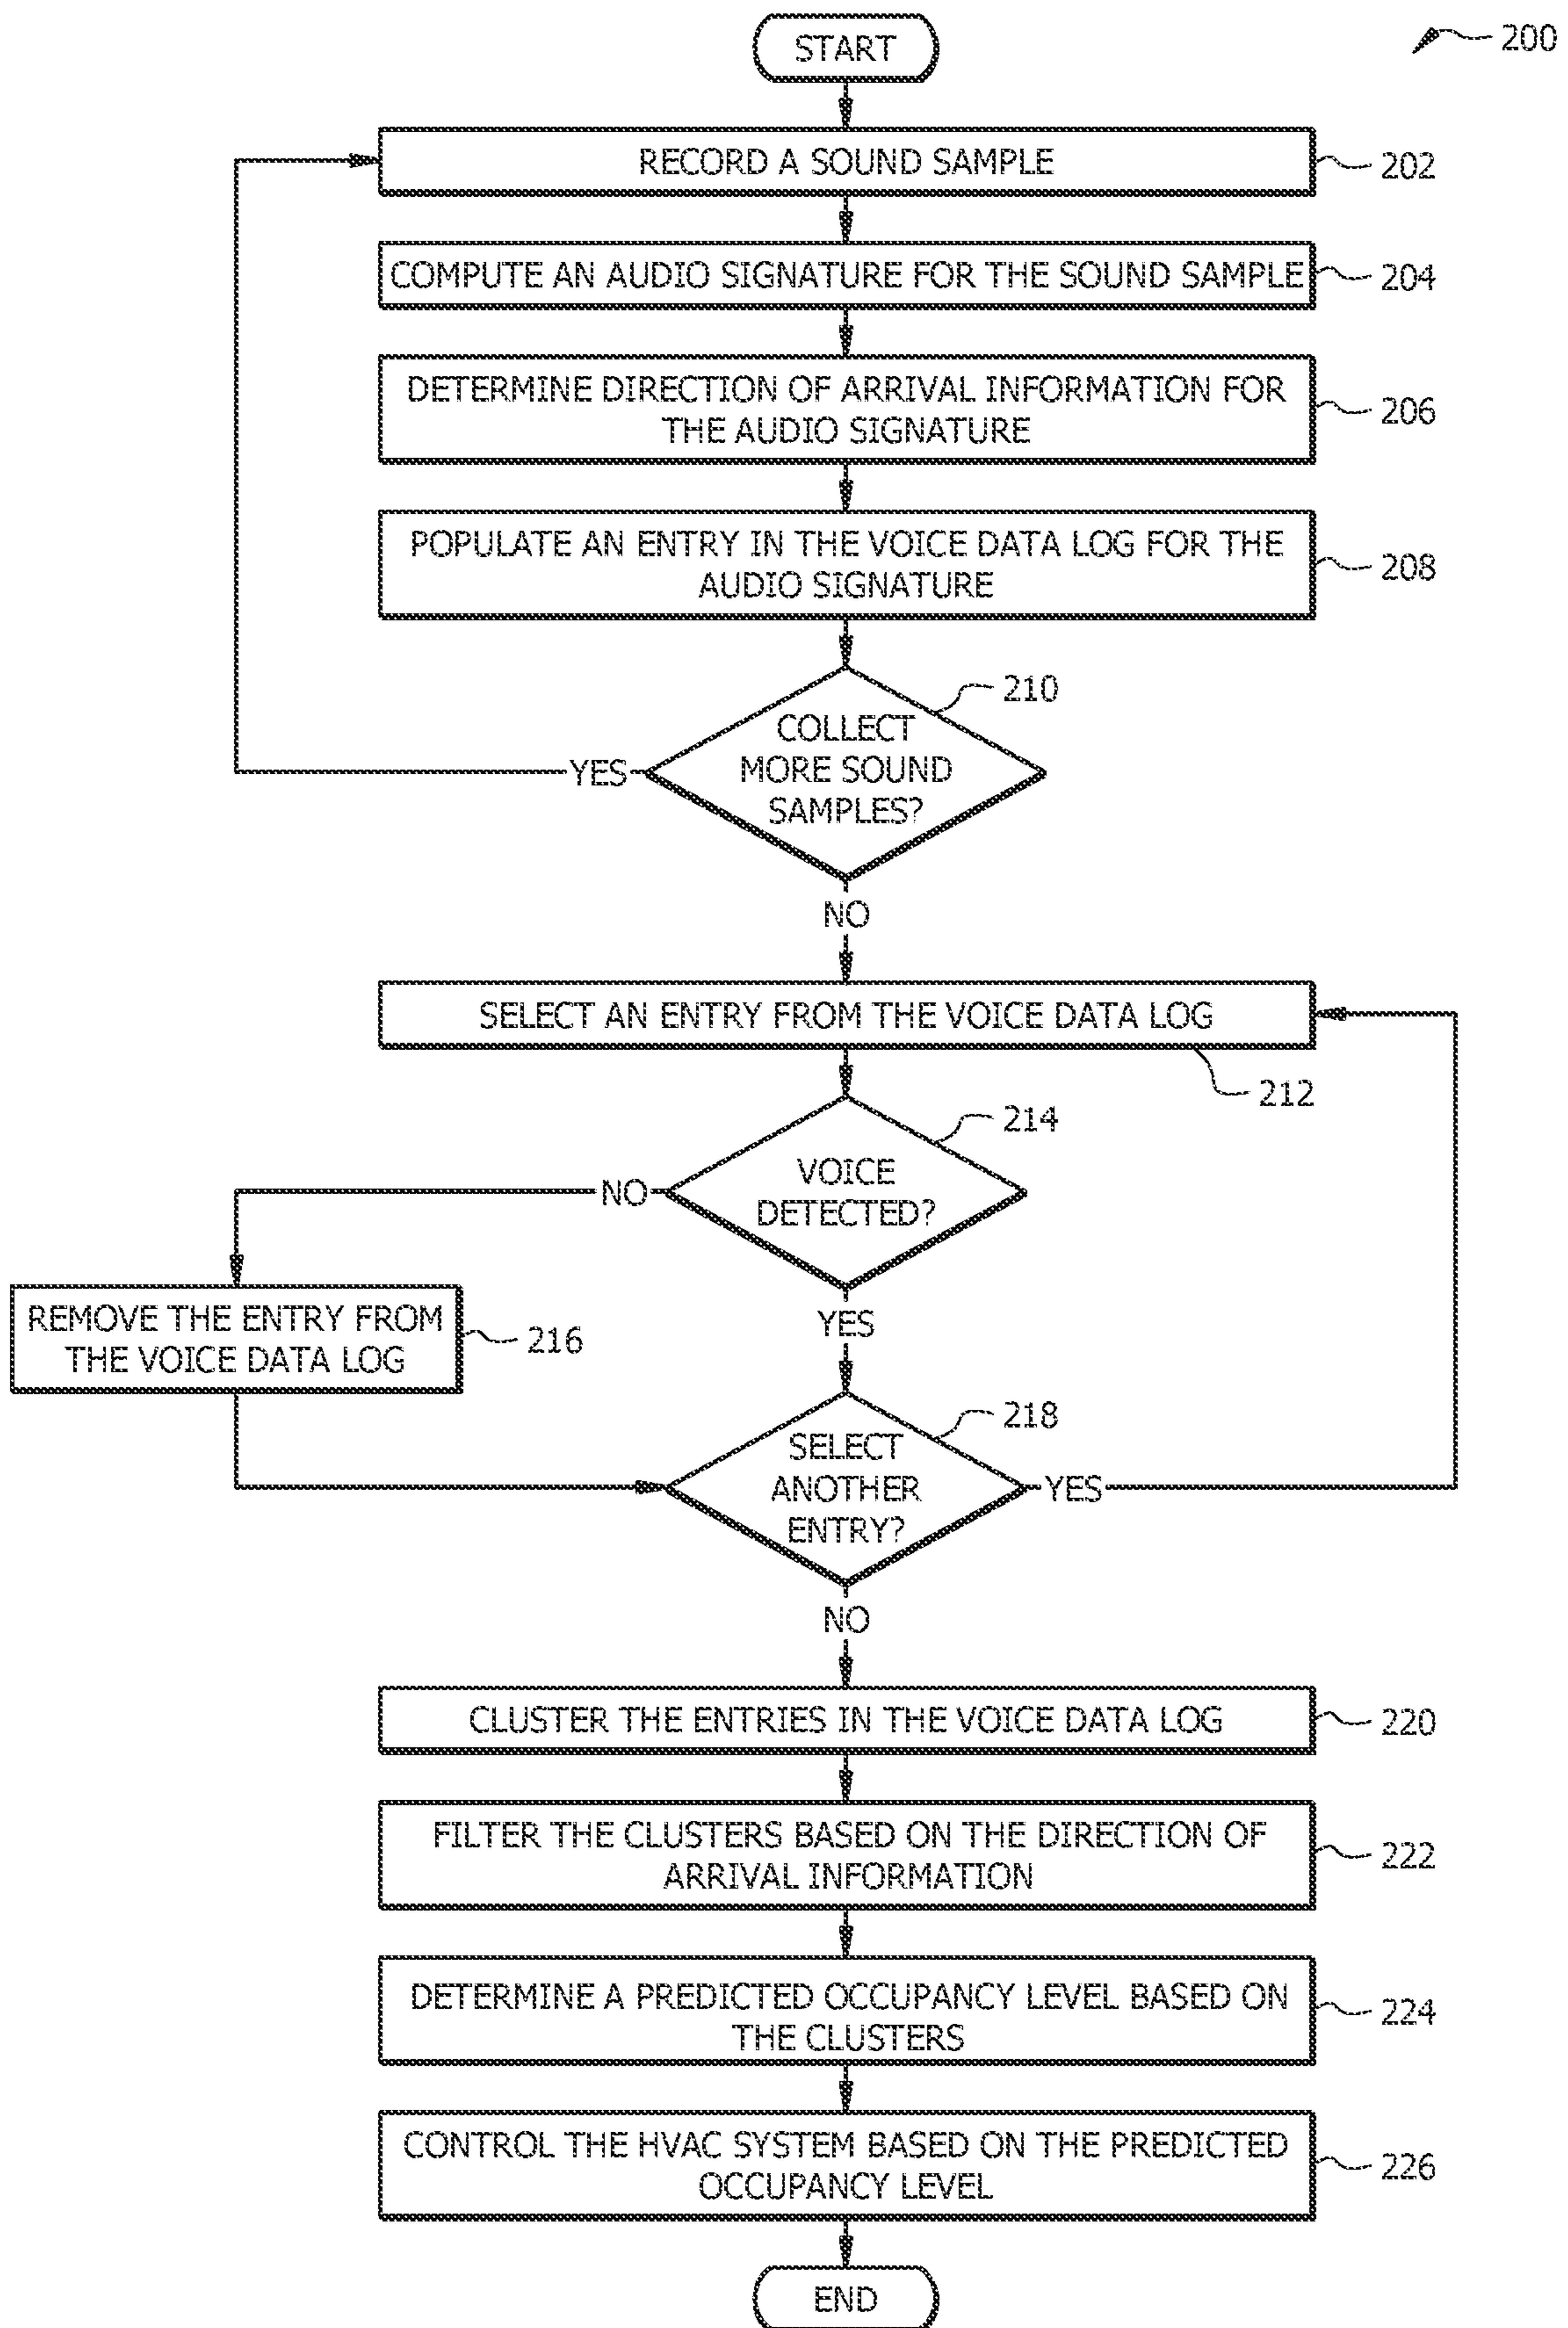 START
200
RECORD A SOUND SAMPLE
202
COMPUTE AN AUDIO SIGNATURE FOR THE SOUND SAMPLE
204
DETERMINE DIRECTION OF ARRIVAL INFORMATION FOR
THE AUDIO SIGNATURE
206
POPULATE AN ENTRY IN THE VOICE DATA LOG FOR THE
AUDIO SIGNATURE
208
210
COLLECT
MORE SOUND
SAMPLES?
YES
NO
SELECT AN ENTRY FROM THE VOICE DATA LOG
212
214
VOICE
DETECTED?
NO
YES
REMOVE THE ENTRY FROM
THE VOICE DATA LOG
216
218
SELECT
ANOTHER
ENTRY?
YES
NO
CLUSTER THE ENTRIES IN THE VOICE DATA LOG
220
FILTER THE CLUSTERS BASED ON THE DIRECTION OF
ARRIVAL INFORMATION
222
DETERMINE A PREDICTED OCCUPANCY LEVEL BASED ON
THE CLUSTERS
224
CONTROL THE HVAC SYSTEM BASED ON THE PREDICTED
OCCUPANCY LEVEL
226
END